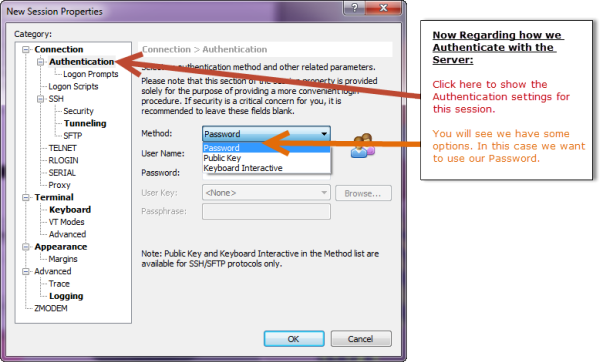 New Session Properties
Category:
Connection
Authentication
Logon Prompts
Logon Scripts
SSH
Security
Tunneling
SFTP
TELNET
RLOGIN
SERIAL
Proxy
Terminal
Keyboard
VT Modes
Advanced
Appearance
Margins
Advanced
Trace
Logging
ZMODEM
Connection > Authentication
authentication method and other related parameters.
Please note that this section of the property is provided
solely for the purpose of providing a more convenient login
procedure. If security is a critical concern for you, it is
recommended to leave these fields blank.
Method:
Password
Password
Public Key
Keyboard Interactive
User Name:
Password:
User Key:
<None>
Browse...
Passphrase:
Note: Public Key and Keyboard Interactive in the Method list are
available for SSH/SFTP protocols only.
OK
Cancel
Now Regarding how we
Authenticate with the
Server:
Click here to show the
Authentication settings for
this session.
You will see we have some
options. In this case we want
to use our Password.